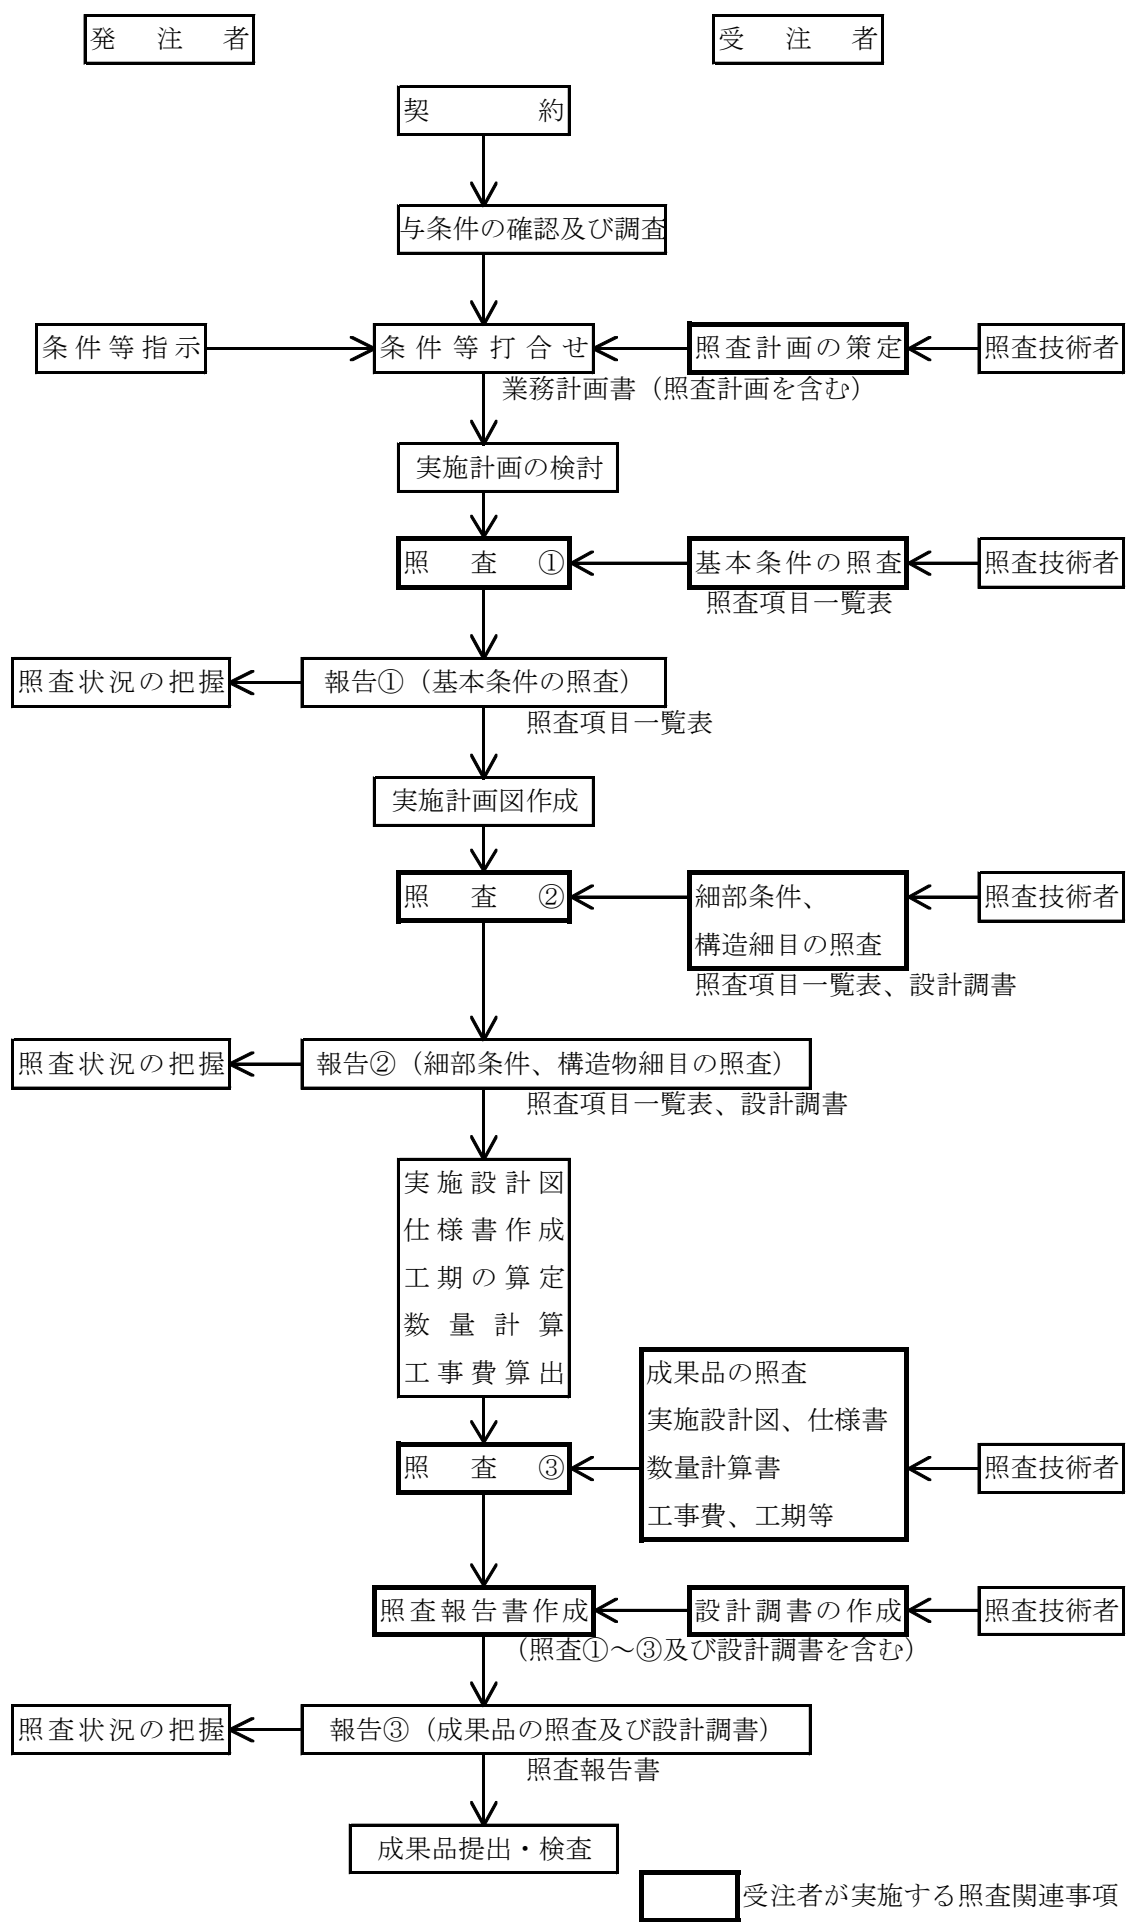 発注者
受注者
契約
与条件の確認及び調査
条件等指示
条件等打合せ
照査計画の策定
照査技術者
業務計画書（照査計画を含む）
実施計画の検討
照査①
基本条件の照査
照査技術者
照査項目一覧表
照査状況の把握
報告①（基本条件の照査）
照査項目一覧表
実施計画図作成
照査②
細部条件、
構造細目の照査
照査技術者
照査項目一覧表、設計調書
照査状況の把握
報告②（細部条件、構造物細目の照査）
照査項目一覧表、設計調書
実施設計図
仕様書作成
工期の算定
数量計算
工事費算出
成果品の照査
実施設計図、仕様書
数量計算書
工事費、工期等
照査③
照査技術者
照査報告書作成
設計調書の作成
照査技術者
（照査①～③及び設計調書を含む）
照査状況の把握
報告③（成果品の照査及び設計調書）
照査報告書
成果品提出・検査
受注者が実施する照査関連事項